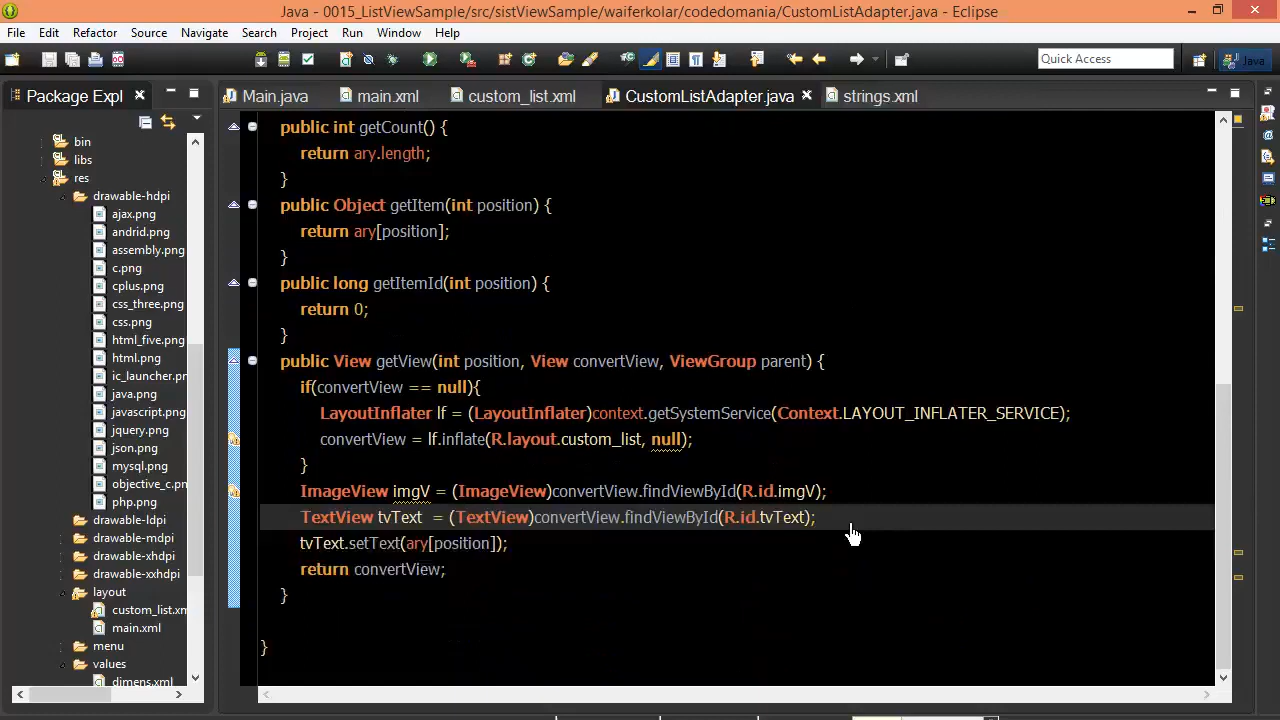 Java - 0015_ListViewSample/src/sistViewSample/waiferkolar/codedomania/CustomListAdapter.java - Eclipse
File Edit Refactor Source Navigate Search Project Run Window Help
Quick Access
Java
Package Expl
Main.java main.xml custom_list.xml CustomListAdapter.java strings.xml
bin
libs
res
drawable-hdpi
ajax.png
andrid.png
assembly.png
c.png
cplus.png
css_three.png
css.png
html_five.png
html.png
ic_launcher.pn
java.png
javascript.png
jquery.png
json.png
mysql.png
objective_c.pn
php.png
drawable-ldpi
drawable-mdpi
drawable-xhdpi
drawable-xxhdpi
layout
custom_list.xm
main.xml
menu
values
dimens.xml
public int getCount() {
return ary.length;
}
public Object getItem(int position) {
return ary[position];
}
public long getItemId(int position) {
return 0;
}
public View getView(int position, View convertView, ViewGroup parent) {
if(convertView == null){
LayoutInflater lf = (LayoutInflater)context.getSystemService(Context.LAYOUT_INFLATER_SERVICE);
convertView = lf.inflate(R.layout.custom_list, null);
}
ImageView imgV = (ImageView)convertView.findViewById(R.id.imgV);
TextView tvText = (TextView)convertView.findViewById(R.id.tvText);
tvText.setText(ary[position]);
return convertView;
}
}